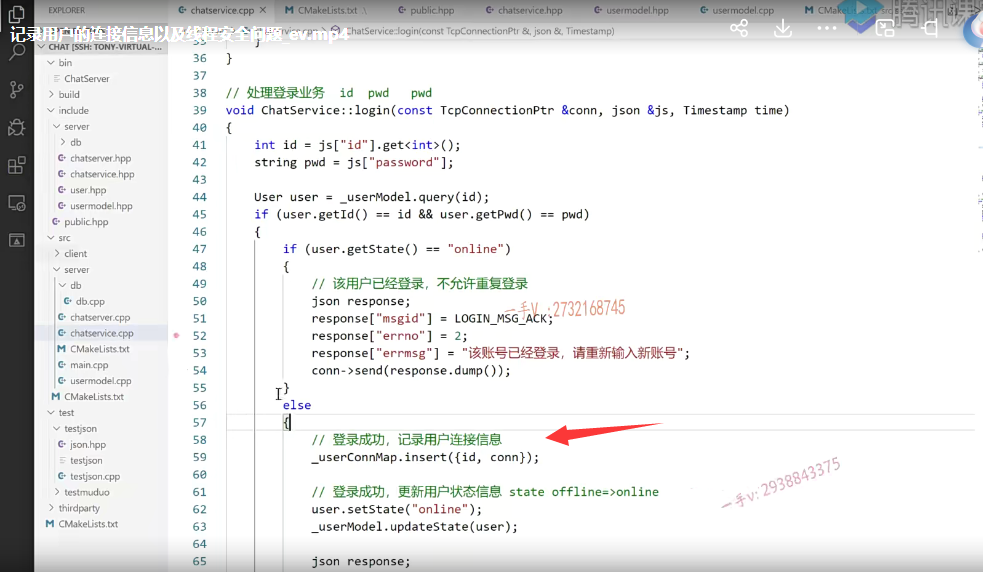 EXPLORER
chatservice.cpp
CMakeLists.txt
public.hpp
chatservice.hpp
usermodel.hpp
usermodel.cpp
CMakeLists.txt
记录用户的连接信息以及线程安全问题_ev.mp4
ChatService::login(const TcpConnectionPtr &, json &, Timestamp)
CHAT [SSH: TONY-VIRTUAL-...
bin
ChatServer
build
include
server
db
chatserver.hpp
chatservice.hpp
user.hpp
usermodel.hpp
public.hpp
src
client
server
db
db.cpp
chatserver.cpp
chatservice.cpp
CMakeLists.txt
main.cpp
usermodel.cpp
CMakeLists.txt
test
testjson
json.hpp
testjson
testjson.cpp
testmuduo
thirdparty
CMakeLists.txt
35 }
36 }
37
38 // 处理登录业务 id pwd pwd
39 void ChatService::login(const TcpConnectionPtr &conn, json &js, Timestamp time)
40 {
41 int id = js["id"].get<int>();
42 string pwd = js["password"];
43
44 User user = _userModel.query(id);
45 if (user.getId() == id && user.getPwd() == pwd)
46 {
47 if (user.getState() == "online")
48 {
49 // 该用户已经登录，不允许重复登录
50 json response;
51 response["msgid"] = LOGIN_MSG_ACK;
52 response["errno"] = 2;
53 response["errmsg"] = "该账号已经登录，请重新输入新账号";
54 conn->send(response.dump());
55 }
56 else
57 {
58 // 登录成功，记录用户连接信息
59 _userConnMap.insert({id, conn});
60
61 // 登录成功，更新用户状态信息 state offline=>online
62 user.setState("online");
63 _userModel.updateState(user);
64
65 json response;
一手V :2732168745
一手v: 2938843375